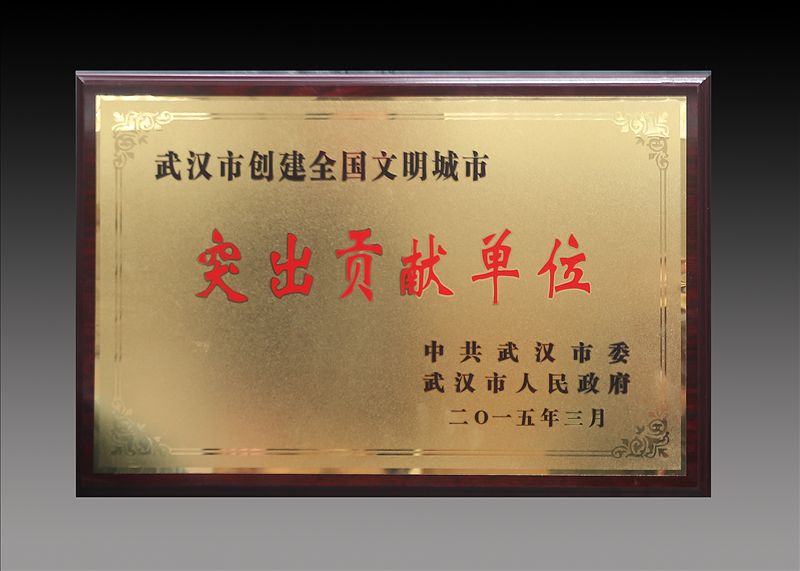 武汉市创建全国文明城市
突出贡献单位
中共武汉市委
武汉市人民政府
二〇一五年三月